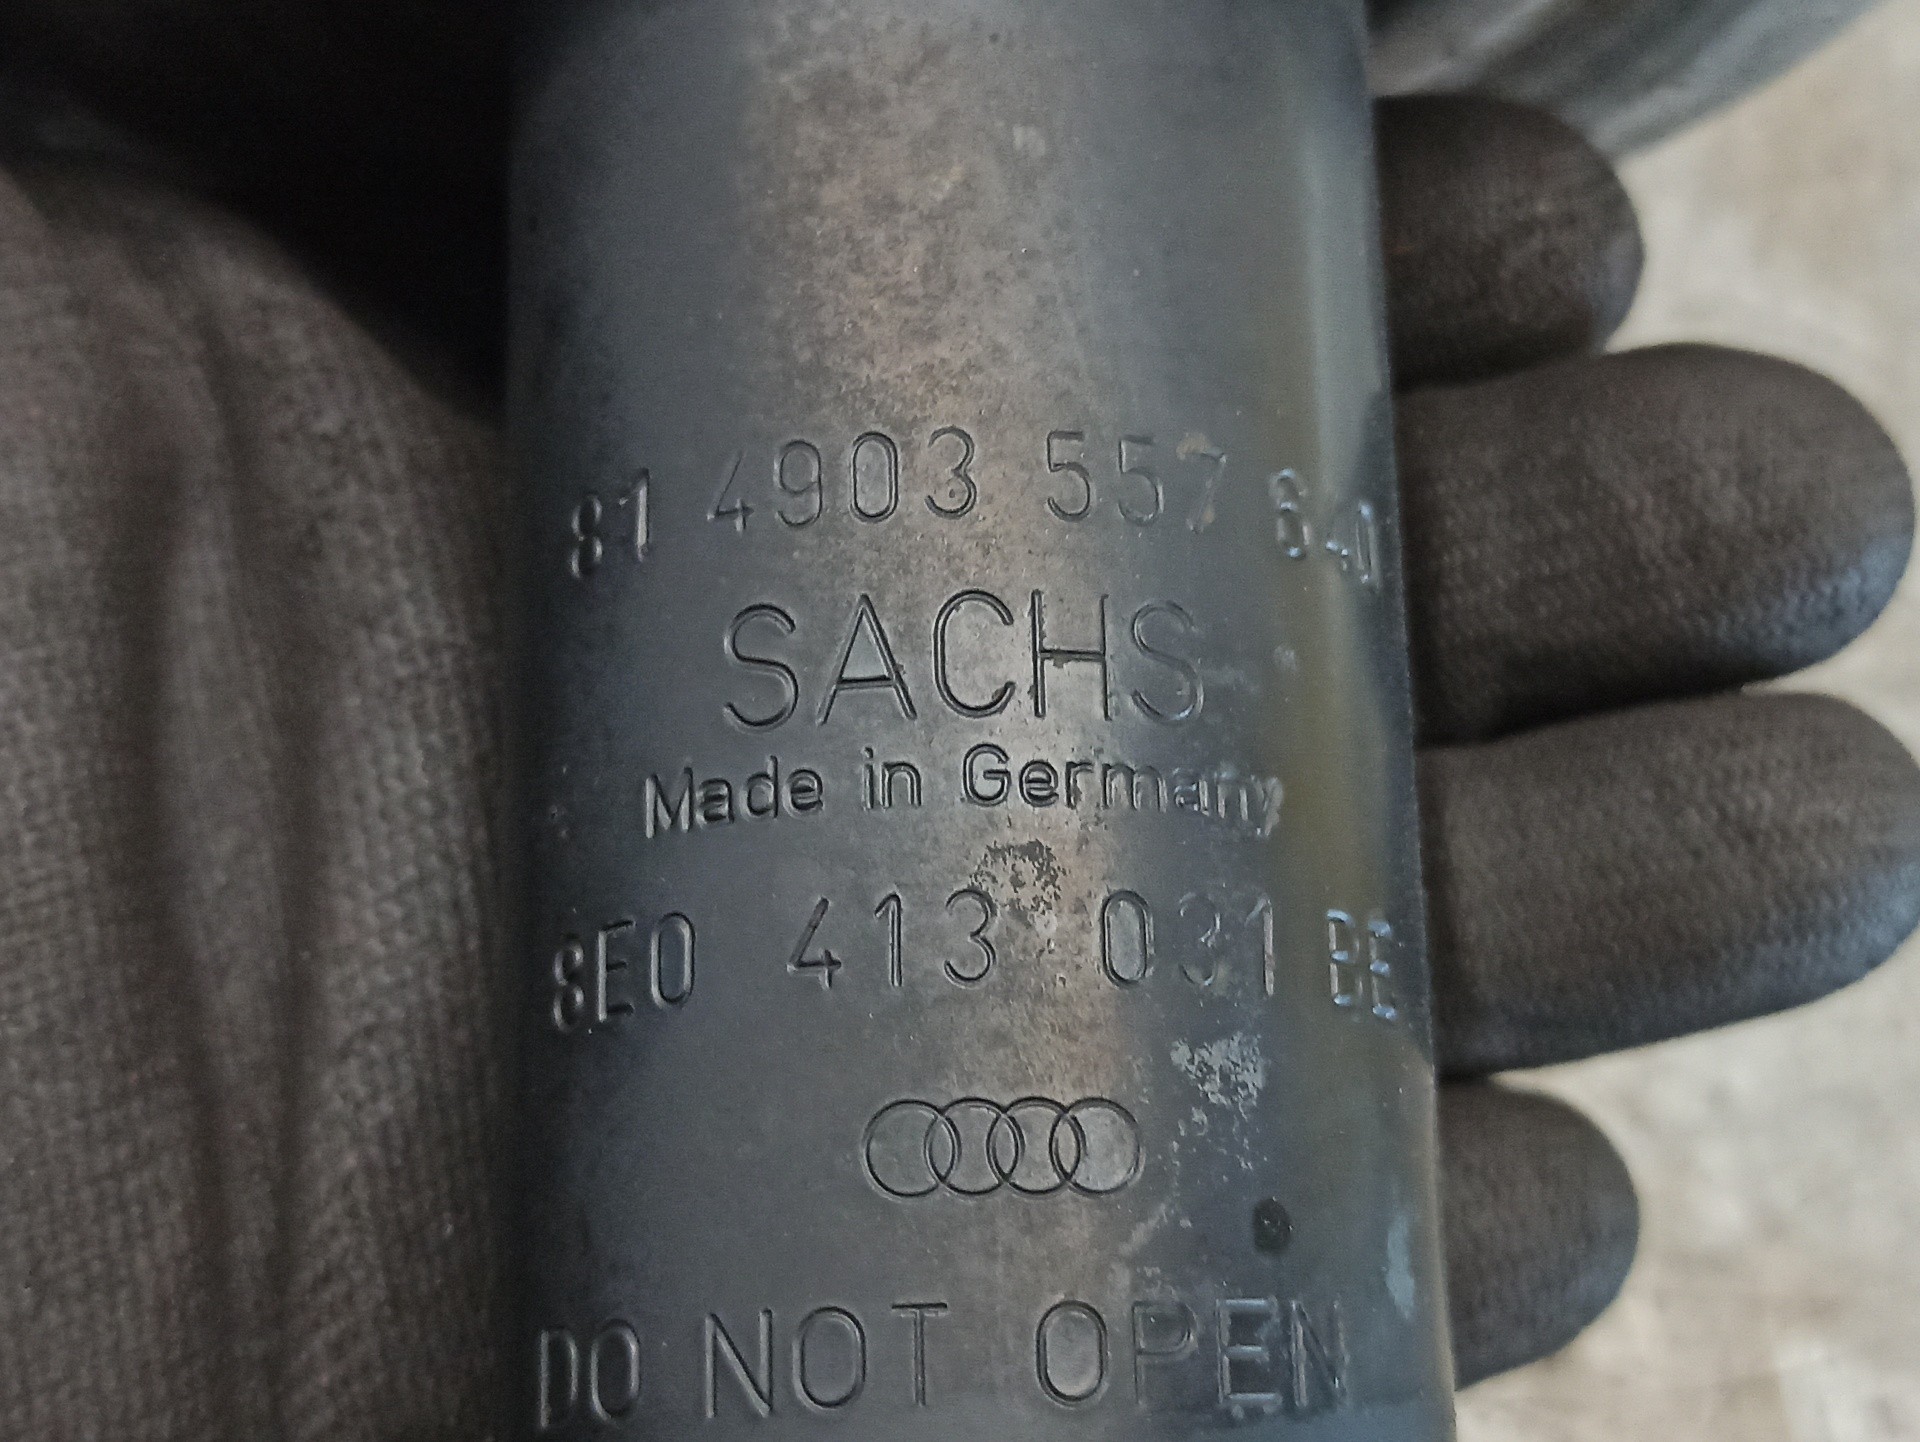 81 4903 557 640
SACHS
Made in Germany
8E0 413 031 BE
DO NOT OPEN